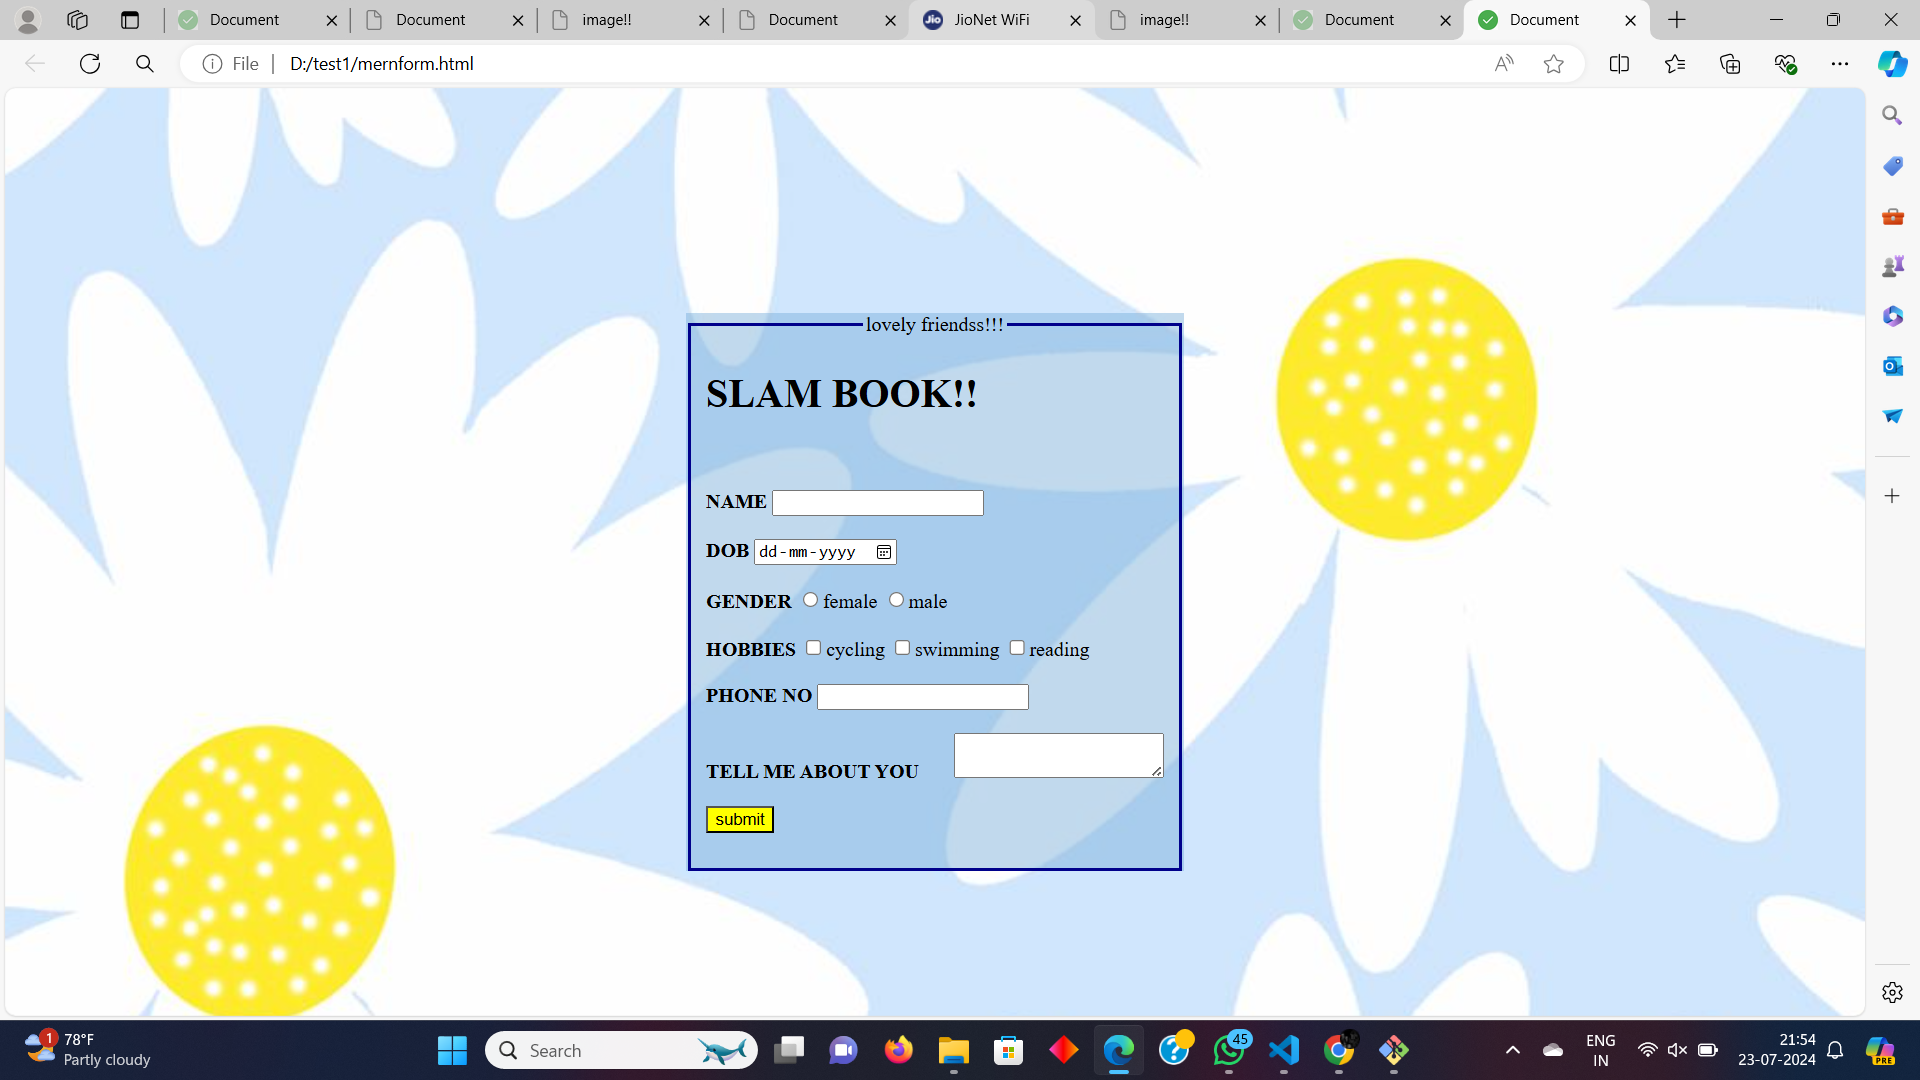 Document
Document
image!!
Document
JioNet WiFi
image!!
Document
Document
File
D:/test1/mernform.html
lovely friendss!!!
SLAM BOOK!!
NAME
DOB dd-mm-yyyy
GENDER female male
HOBBIES cycling swimming reading
PHONE NO
TELL ME ABOUT YOU
submit
1
78°F
Partly cloudy
Search
45
ENG
IN
21:54
23-07-2024
PRE